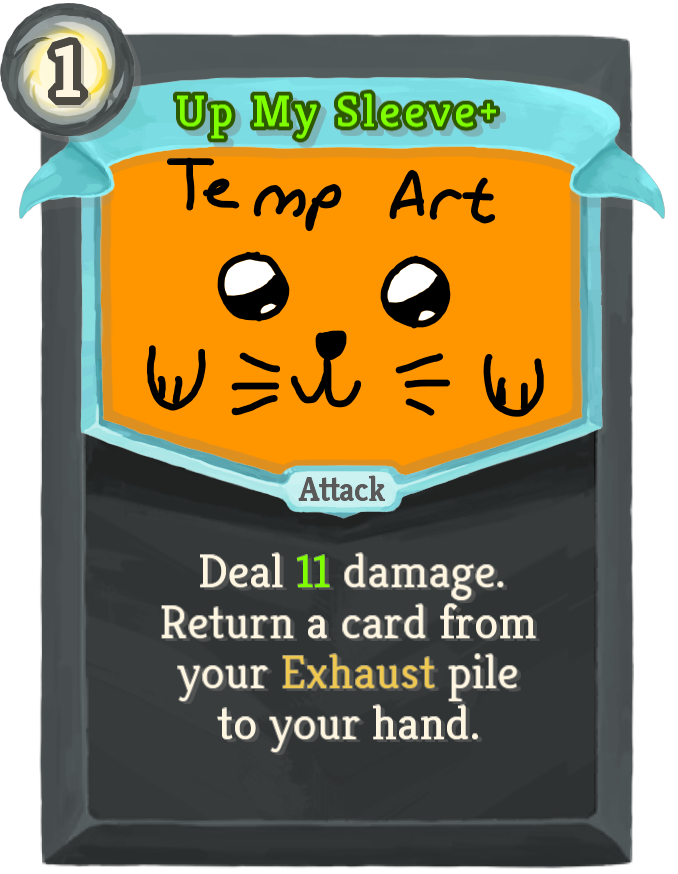 1
Up My Sleeve+
Temp Art
Attack
Deal 11 damage.
Return a card from
your Exhaust pile
to your hand.